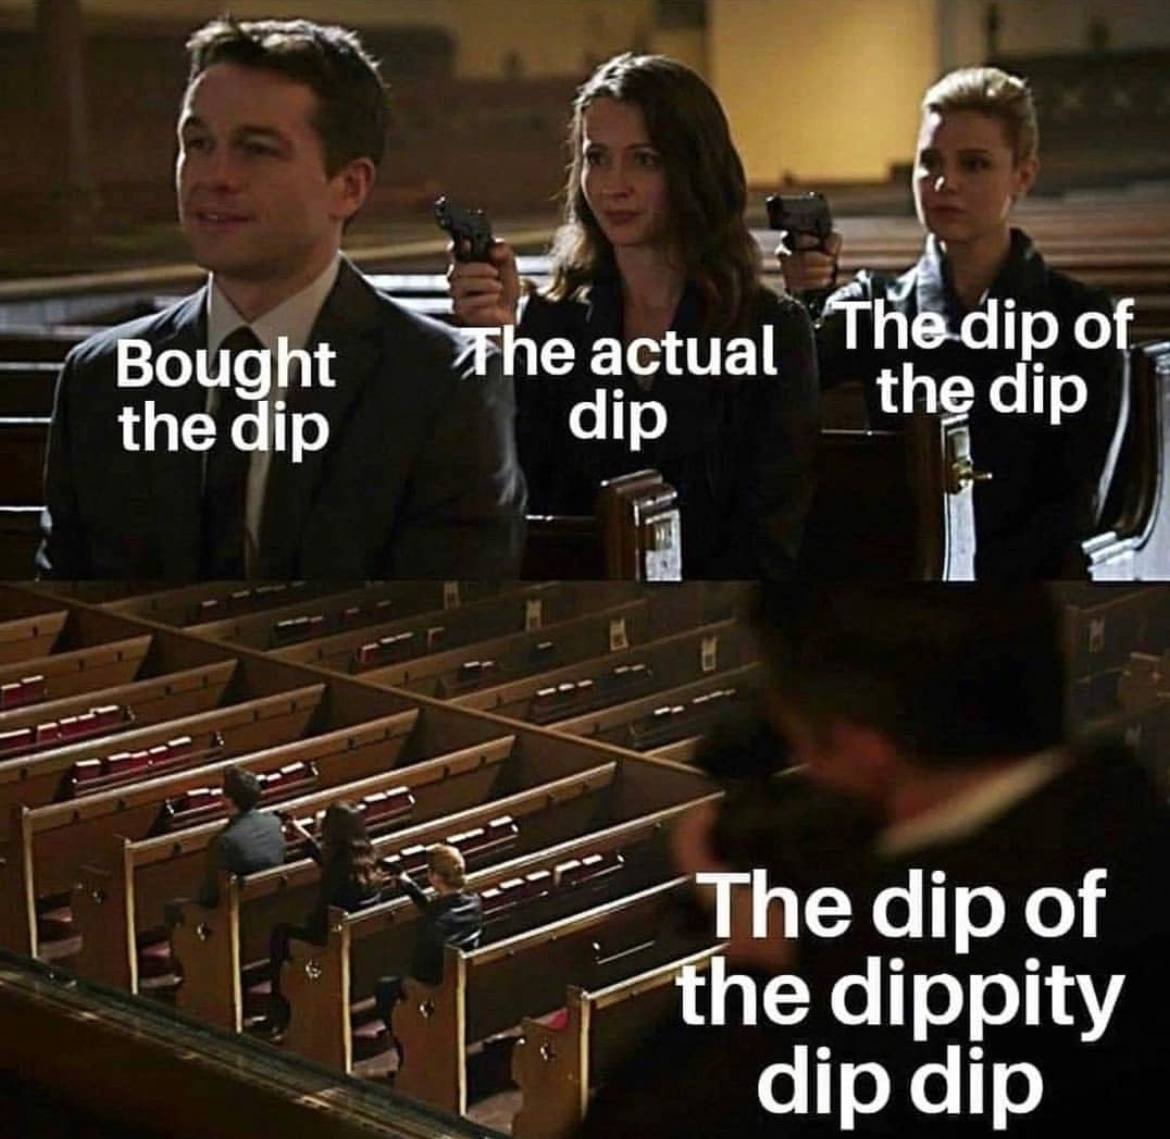 Bought
the dip
The actual
dip
The dip of
the dip
The dip of
the dippity
dip dip